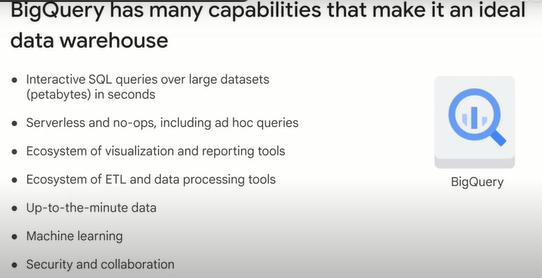 BigQuery has many capabilities that make it an ideal
data warehouse
● Interactive SQL queries over large datasets
(petabytes) in seconds
● Serverless and no-ops, including ad hoc queries
● Ecosystem of visualization and reporting tools
● Ecosystem of ETL and data processing tools
● Up-to-the-minute data
● Machine learning
● Security and collaboration
BigQuery